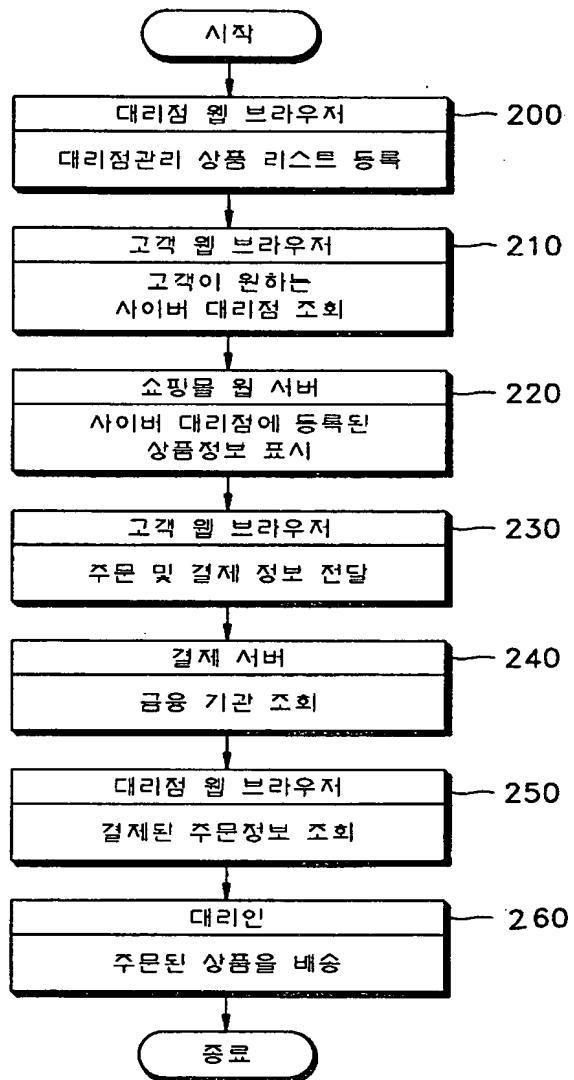 시작
대리점 웹 브라우저
200
대리점관리 상품 리스트 등록
고객 웹 브라우저
210
고객이 원하는
사이버 대리점 조회
쇼핑몰 웝 서버
220
사이버 대리점에 등록된
상품정보 표시
고객 웹 브라우저
230
주문 및 결제 정보 전달
결제 서버
240
금융 기관 조회
대리점 웹 브라우저
250
결제된 주문정보 조회
대리인
260
주문된 상품을 배송
종료